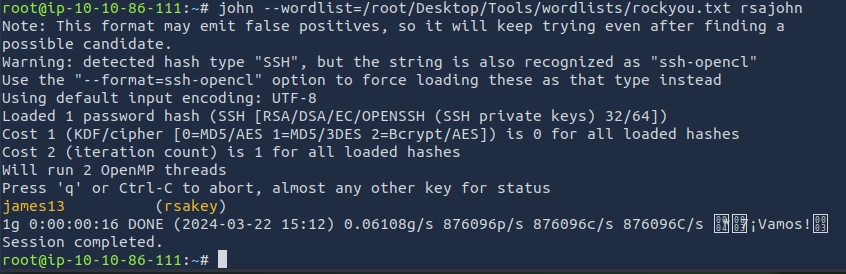 root@ip-10-10-86-111:~# john --wordlist=/root/Desktop/Tools/wordlists/rockyou.txt rsajohn
Note: This format may emit false positives, so it will keep trying even after finding a
possible candidate.
Warning: detected hash type "SSH", but the string is also recognized as "ssh-opencl"
Use the "--format=ssh-opencl" option to force loading these as that type instead
Using default input encoding: UTF-8
Loaded 1 password hash (SSH [RSA/DSA/EC/OPENSSH (SSH private keys) 32/64])
Cost 1 (KDF/cipher [0=MD5/AES 1=MD5/3DES 2=Bcrypt/AES]) is 0 for all loaded hashes
Cost 2 (iteration count) is 1 for all loaded hashes
Will run 2 OpenMP threads
Press 'q' or Ctrl-C to abort, almost any other key for status
james13          (rsakey)
1g 0:00:00:16 DONE (2024-03-22 15:12) 0.06108g/s 876096p/s 876096c/s 876096C/s ¡Vamos!
Session completed.
root@ip-10-10-86-111:~#